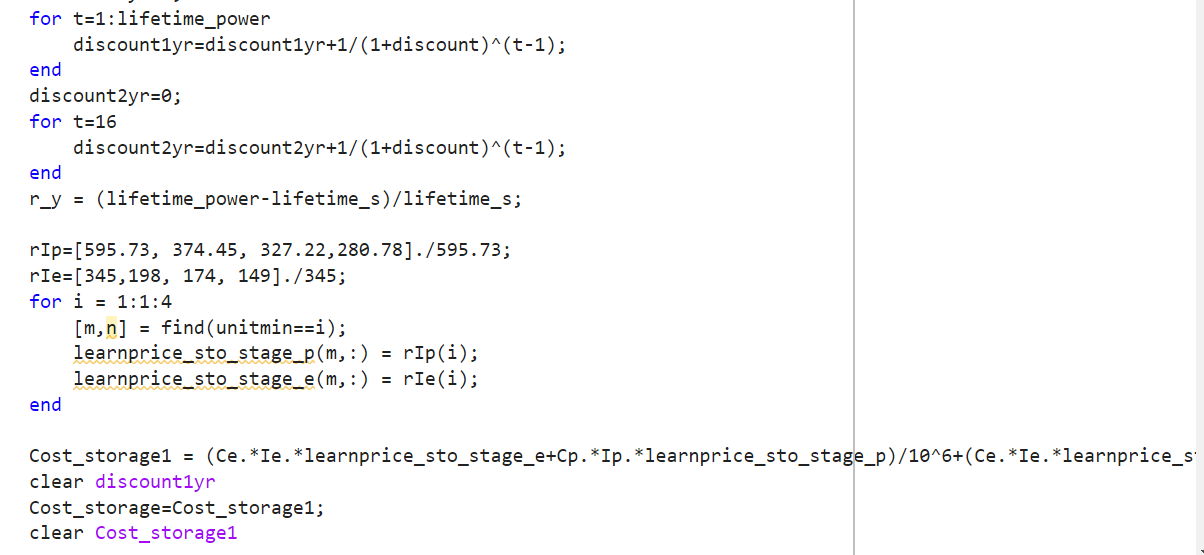 for t=1:lifetime_power
    discount1yr=discount1yr+1/(1+discount)^(t-1);
end
discount2yr=0;
for t=16
    discount2yr=discount2yr+1/(1+discount)^(t-1);
end
r_y = (lifetime_power-lifetime_s)/lifetime_s;

rIp=[595.73, 374.45, 327.22,280.78]./595.73;
rIe=[345,198, 174, 149]./345;
for i = 1:1:4
    [m,n] = find(unitmin==i);
    learnprice_sto_stage_p(m,:) = rIp(i);
    learnprice_sto_stage_e(m,:) = rIe(i);
end

Cost_storage1 = (Ce.*Ie.*learnprice_sto_stage_e+Cp.*Ip.*learnprice_sto_stage_p)/10^6+(Ce.*Ie.*learnprice_s
clear discount1yr
Cost_storage=Cost_storage1;
clear Cost_storage1